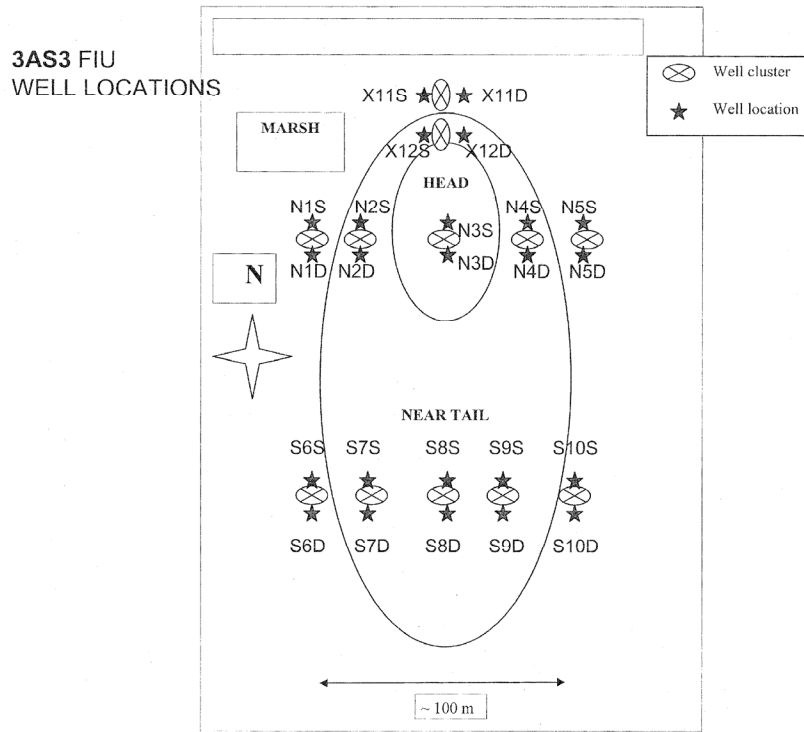 3AS3 FIU
WELL LOCATIONS
Well cluster
Well location
X11S X11D
MARSH
X12S X12D
HEAD
N1S N2S N4S N5S
N3S
N1D N2D N3D N4D N5D
N
NEAR TAIL
S6S S7S S8S S9S S10S
S6D S7D S8D S9D S10D
~ 100 m